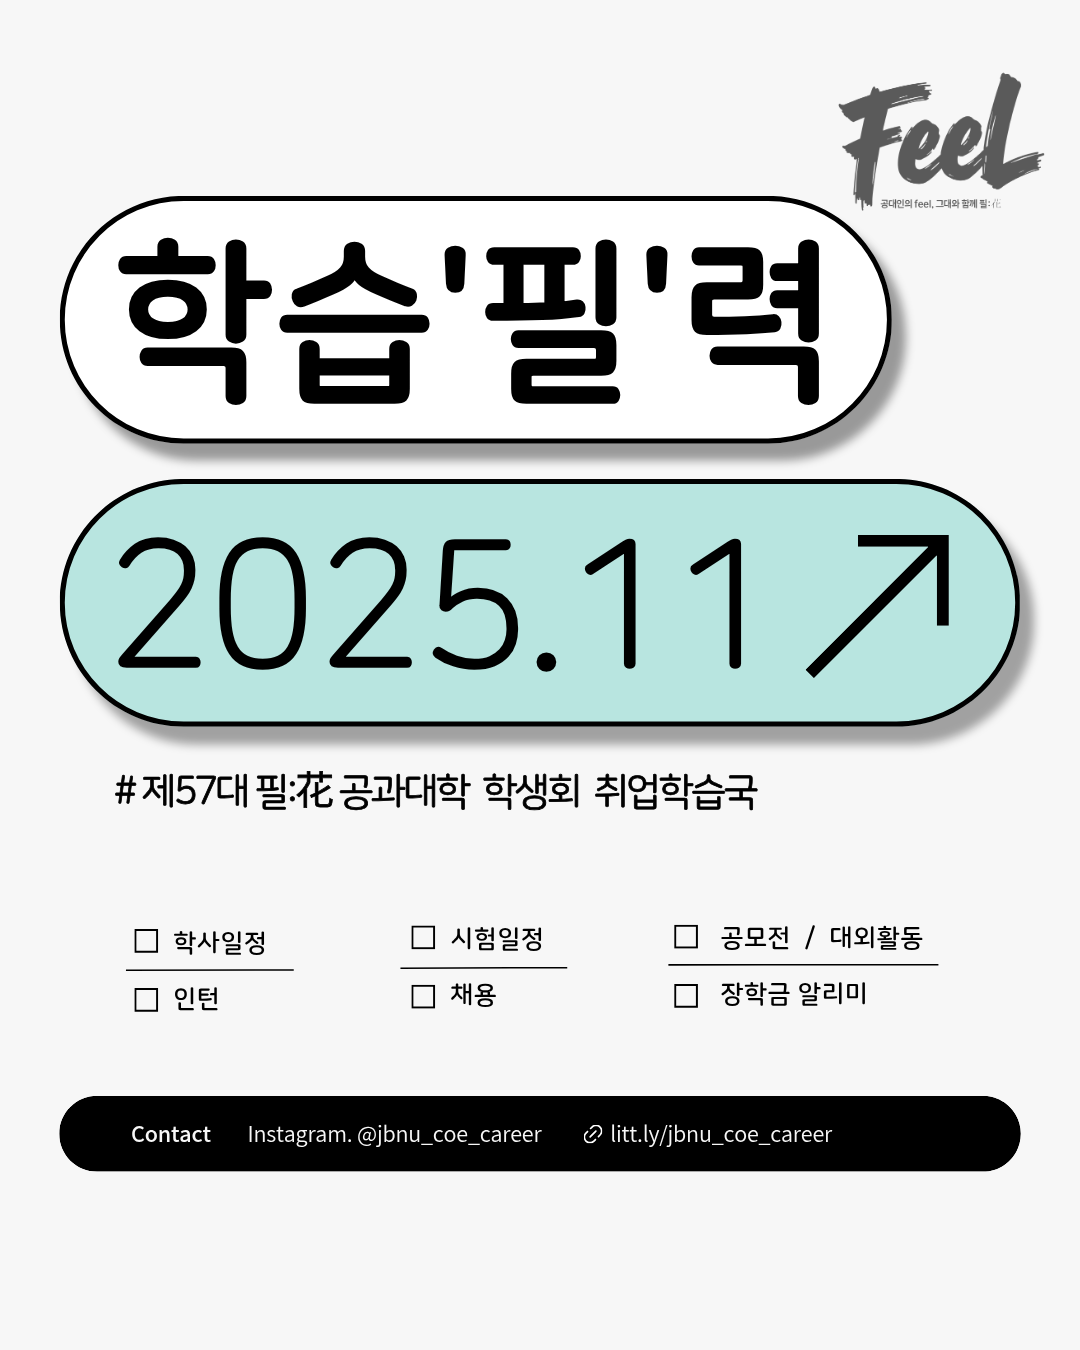 Feel
공대인의 feel, 그대와 함께 필: 花
학습'필'력
2025.11
# 제57대 필:花 공과대학 학생회 취업학습국
☐ 학사일정 ☐ 시험일정 ☐ 공모전 / 대외활동
☐ 인턴 ☐ 채용 ☐ 장학금 알리미
Contact Instagram. @jbnu_coe_career litt.ly/jbnu_coe_career